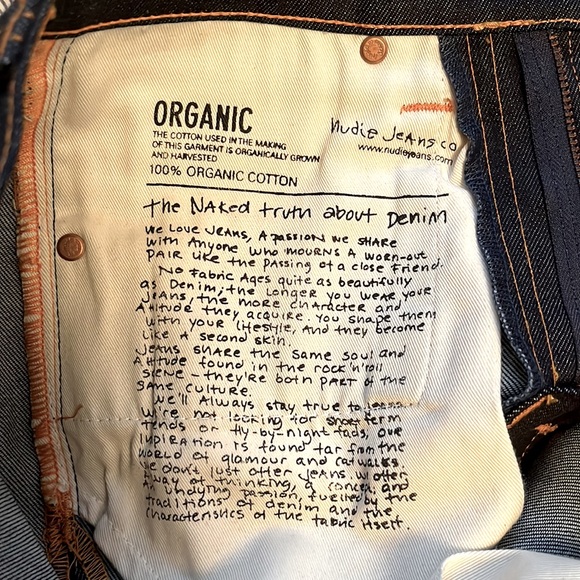 ORGANIC
THE COTTON USED IN THE MAKING
OF THIS GARMENT IS ORGANICALLY GROWN
AND HARVESTED
100% ORGANIC COTTON
Nudie Jeans co
www.nudiejeans.com
The Naked truth about Denim
We Love Jeans, A passion we share
with Anyone who mourns a worn-out
pair like the passing of a close friend.
No Fabric Ages quite as beautifully
as Denim, the longer you wear your
Jeans, the more character and
Attitude they acquire. You shape them
with your lifestyle, And they become
like a second skin.
Jeans share the same soul and
Attitude found in the rock'n'roll
scene - they're both part of the
same culture.
We'll Always stay true to
We're not looking for short term
tends or fly-by-night-fads, our
inpiration is found far from the
world of glamour and catwalks.
We don't just offer jeans. We offer
A way of thinking, A concept and
An undying passion, fuelled by the
traditions of denim and the
characteristics of the fabric itself.